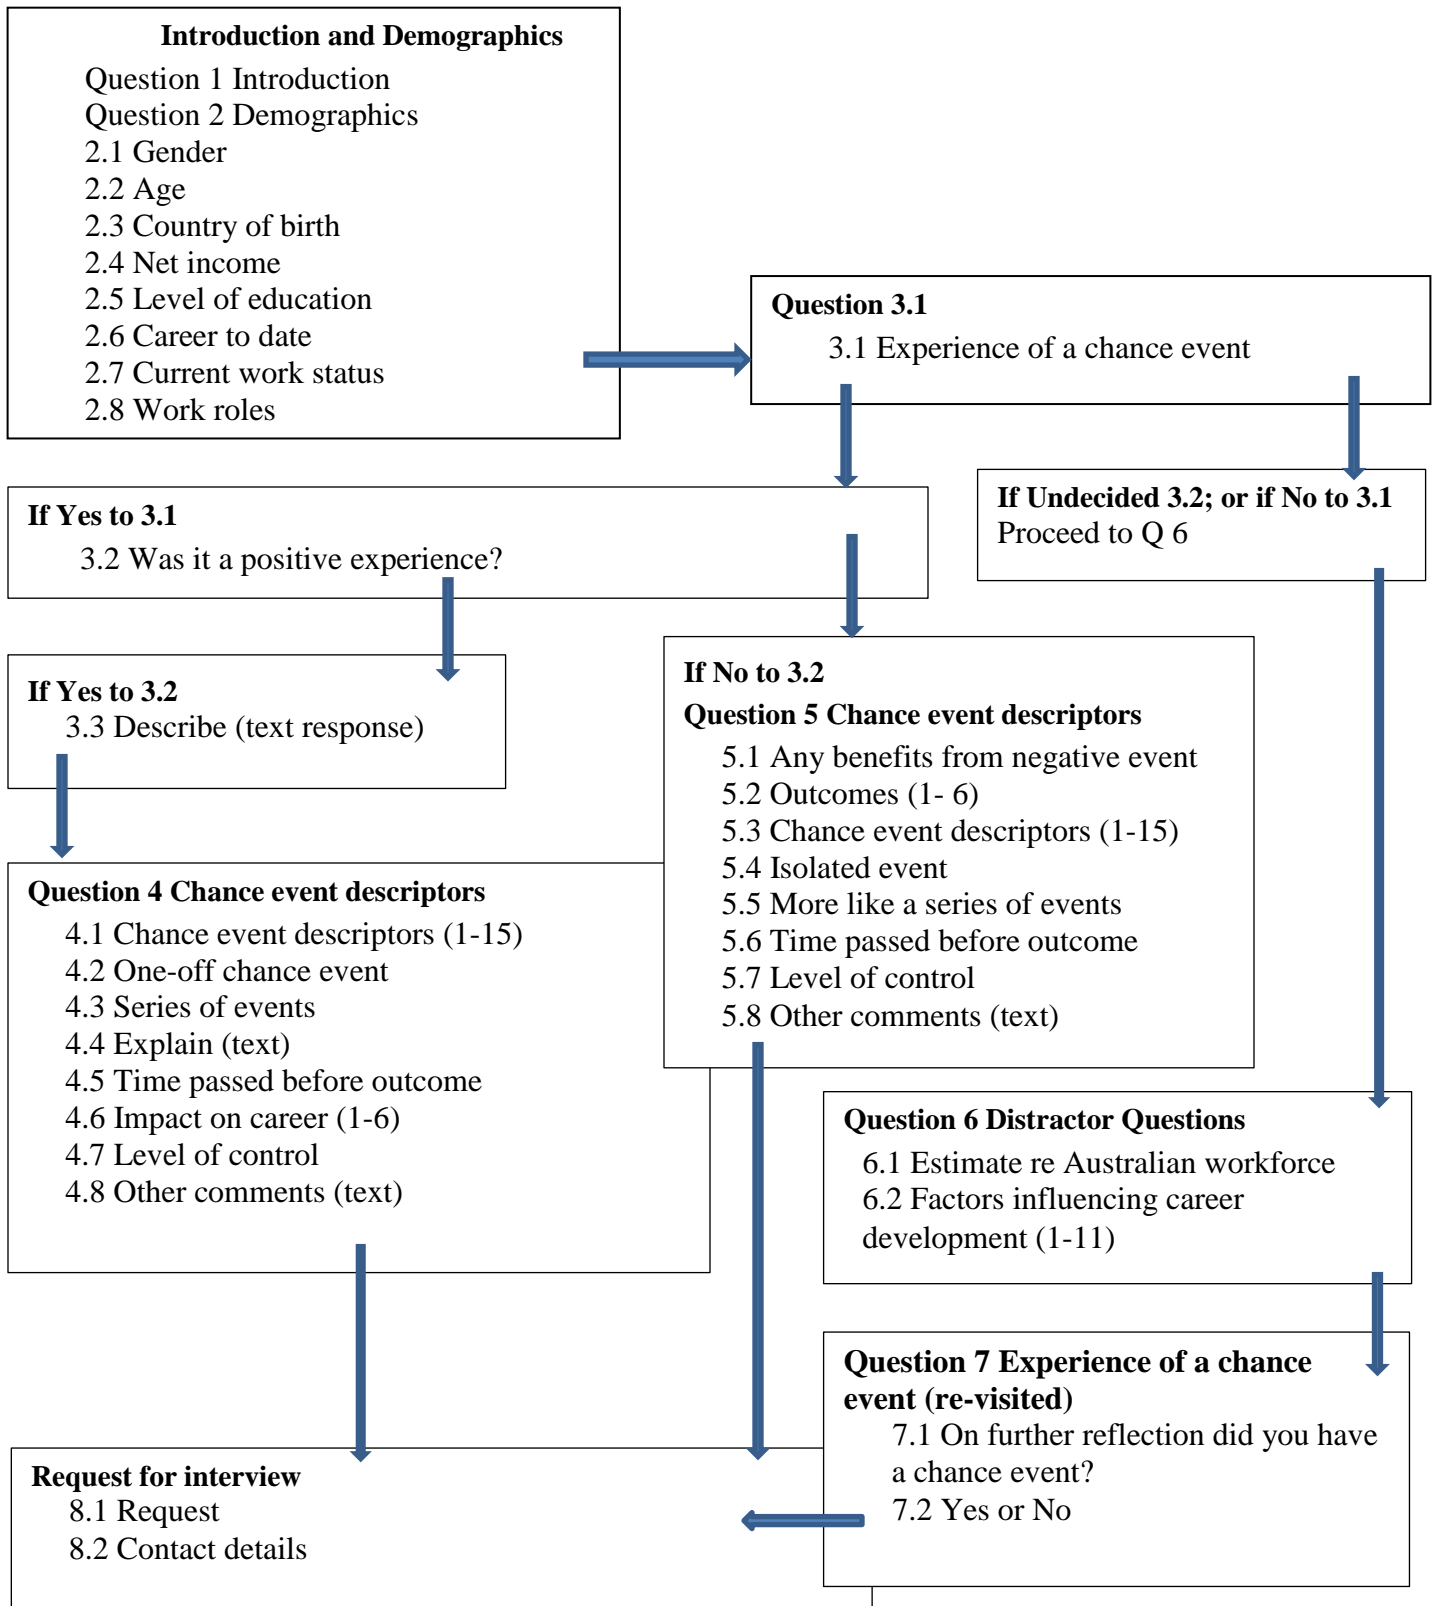 Introduction and Demographics
Question 1 Introduction
Question 2 Demographics
2.1 Gender
2.2 Age
2.3 Country of birth
2.4 Net income
2.5 Level of education
2.6 Career to date
2.7 Current work status
2.8 Work roles
Question 3.1
3.1 Experience of a chance event
If Yes to 3.1
3.2 Was it a positive experience?
If Undecided 3.2; or if No to 3.1
Proceed to Q 6
If Yes to 3.2
3.3 Describe (text response)
If No to 3.2
Question 5 Chance event descriptors
5.1 Any benefits from negative event
5.2 Outcomes (1- 6)
5.3 Chance event descriptors (1-15)
5.4 Isolated event
5.5 More like a series of events
5.6 Time passed before outcome
5.7 Level of control
5.8 Other comments (text)
Question 4 Chance event descriptors
4.1 Chance event descriptors (1-15)
4.2 One-off chance event
4.3 Series of events
4.4 Explain (text)
4.5 Time passed before outcome
4.6 Impact on career (1-6)
4.7 Level of control
4.8 Other comments (text)
Question 6 Distractor Questions
6.1 Estimate re Australian workforce
6.2 Factors influencing career
development (1-11)
Question 7 Experience of a chance
event (re-visited)
7.1 On further reflection did you have
a chance event?
7.2 Yes or No
Request for interview
8.1 Request
8.2 Contact details